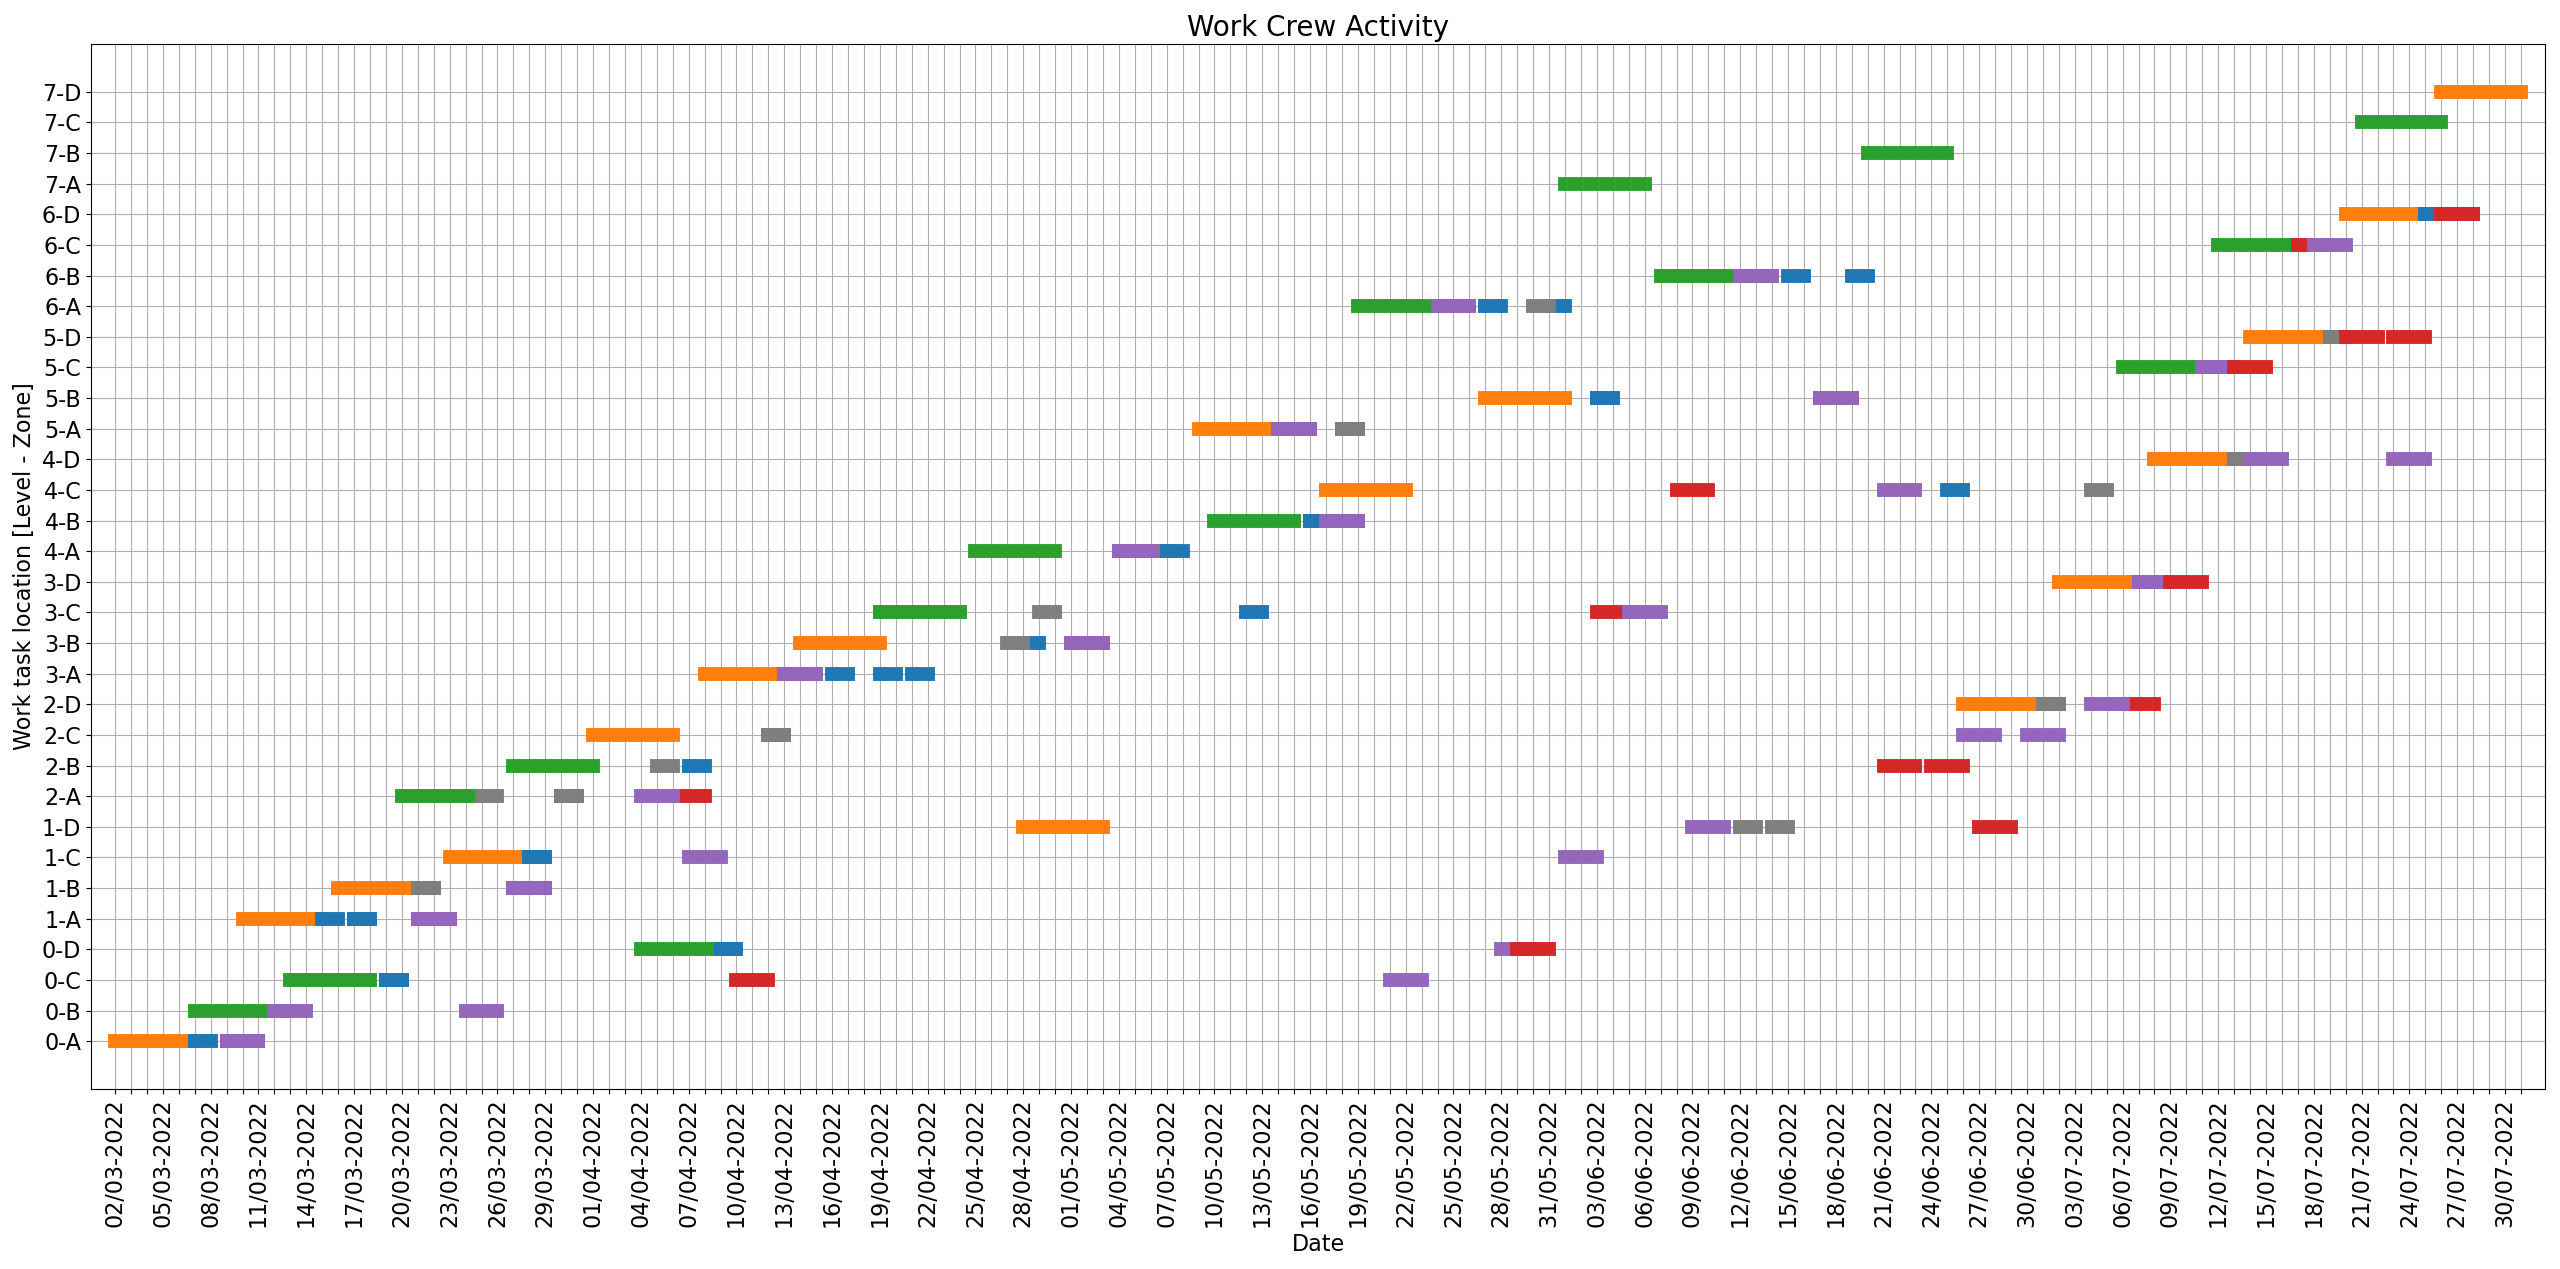 Work Crew Activity
7-D
7-C
7-B
7-A
6-D
6-C
6-B
6-A
5-D
5-C
5-B
5-A
4-D
4-C
4-B
4-A
3-D
3-C
3-B
3-A
2-D
2-C
2-B
2-A
1-D
1-C
1-B
1-A
0-D
0-C
0-B
0-A
Work task location [Level - Zone]
02/03-2022
05/03-2022
08/03-2022
11/03-2022
14/03-2022
17/03-2022
20/03-2022
23/03-2022
26/03-2022
29/03-2022
01/04-2022
04/04-2022
07/04-2022
10/04-2022
13/04-2022
16/04-2022
19/04-2022
22/04-2022
25/04-2022
28/04-2022
01/05-2022
04/05-2022
07/05-2022
10/05-2022
13/05-2022
16/05-2022
19/05-2022
22/05-2022
25/05-2022
28/05-2022
31/05-2022
03/06-2022
06/06-2022
09/06-2022
12/06-2022
15/06-2022
18/06-2022
21/06-2022
24/06-2022
27/06-2022
30/06-2022
03/07-2022
06/07-2022
09/07-2022
12/07-2022
15/07-2022
18/07-2022
21/07-2022
24/07-2022
27/07-2022
30/07-2022
Date